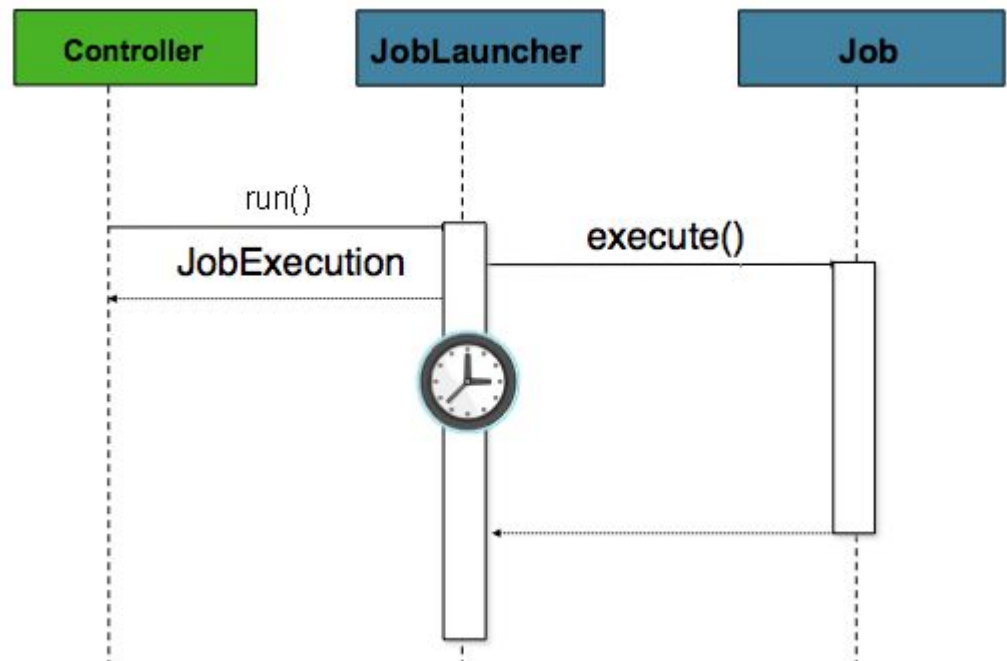 Controller
JobLauncher
Job
run()
execute()
JobExecution